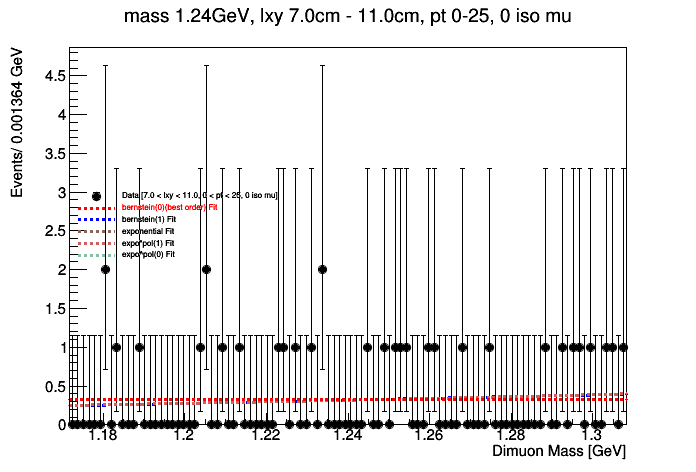 mass 1.24GeV, lxy 7.0cm - 11.0cm, pt 0-25, 0 iso mu
Events/ 0.001364 GeV
4.5
4
3.5
3
2.5
2
1.5
1
0.5
0
Data [7.0 < lxy < 11.0, 0 < pt < 25, 0 iso mu]
bernstein(0)(best order) Fit
bernstein(1) Fit
exponential Fit
expo*pol(1) Fit
expo*pol(0) Fit
1.18 1.2 1.22 1.24 1.26 1.28 1.3
Dimuon Mass [GeV]